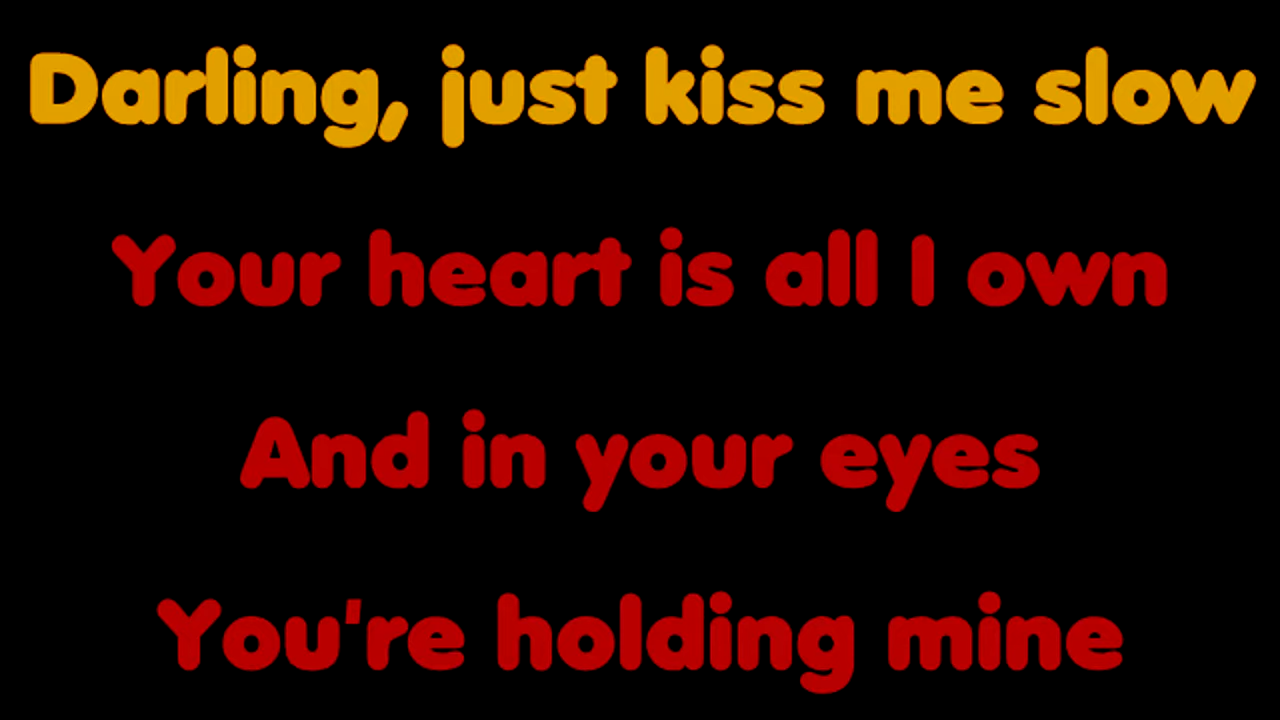 Darling, just kiss me slow
Your heart is all I own
And in your eyes
You're holding mine